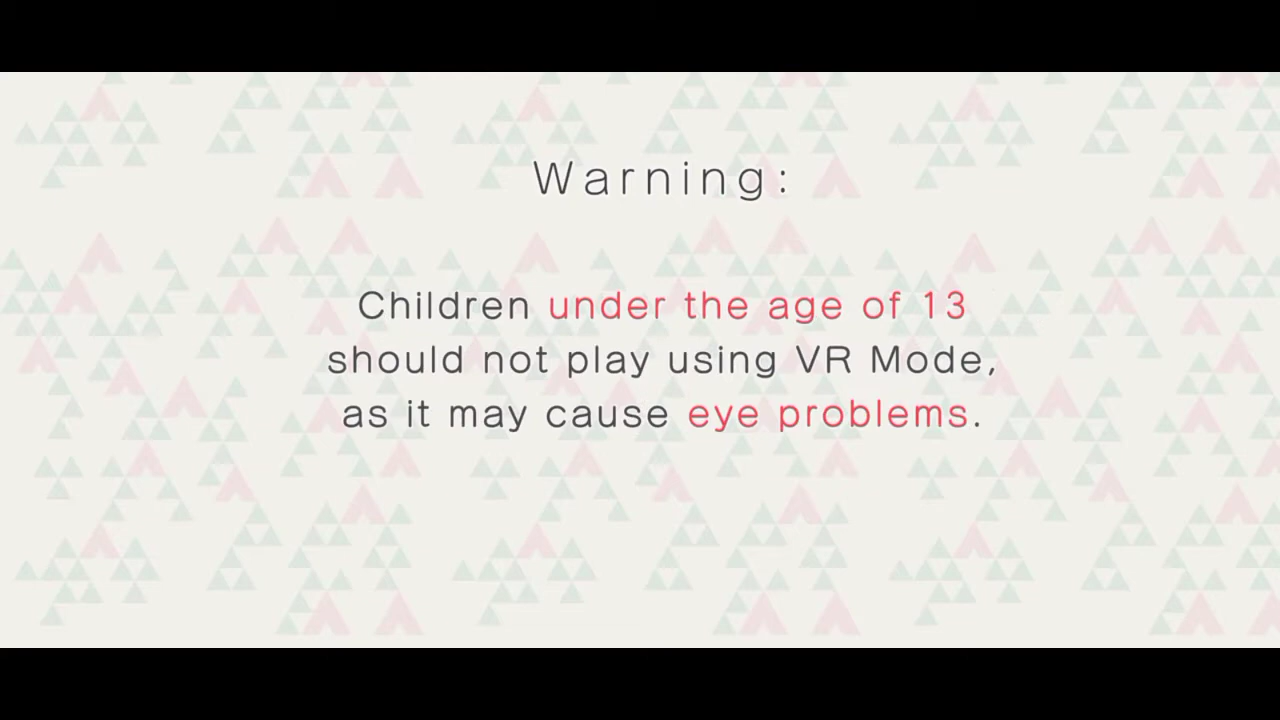 Warning:
Children under the age of 13
should not play using VR Mode,
as it may cause eye problems.